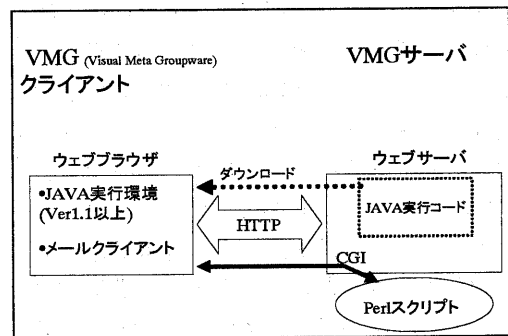 VMG (Visual Meta Groupware)
クライアント
VMGサーバ
ウェブブラウザ
ダウンロード
ウェブサーバ
•JAVA実行環境
(Ver1.1以上)
•メールクライアント
HTTP
JAVA実行コード
CGI
Perlスクリプト